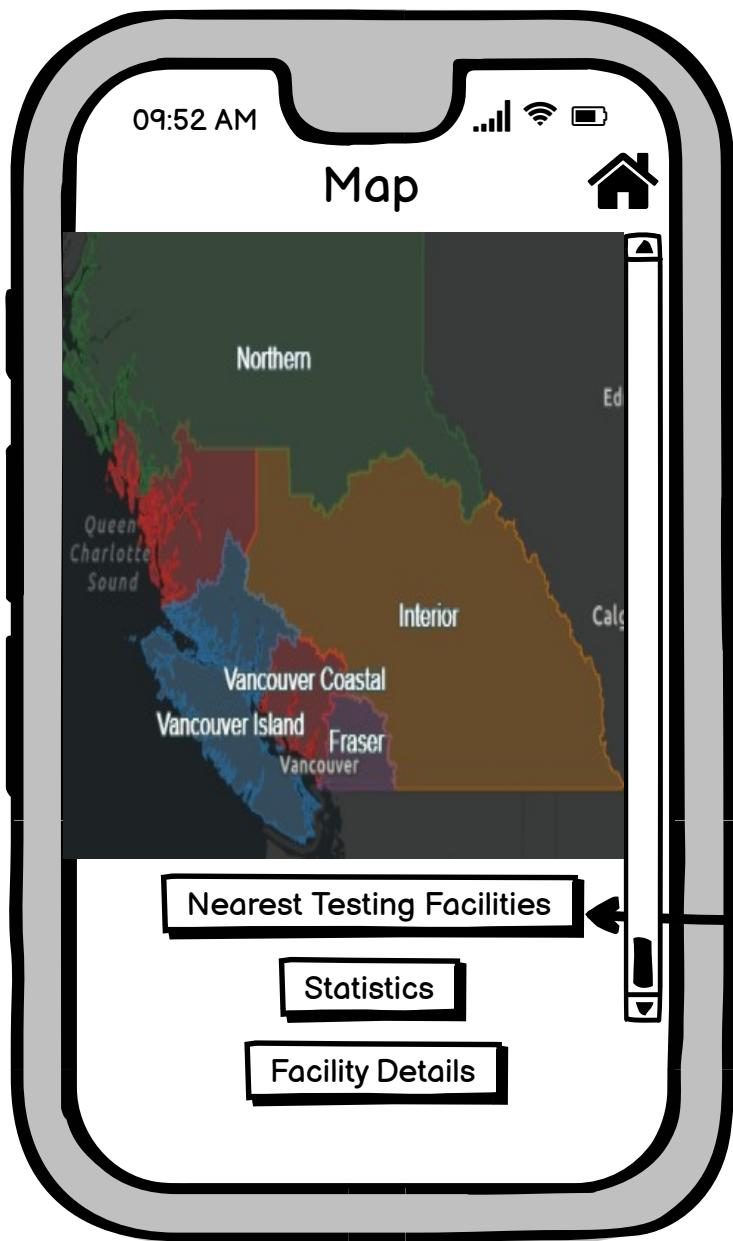 09:52 AM
Map
Northern
Ed
Queen
Charlotte
Sound
Interior
Calg
Vancouver Coastal
Vancouver Island
Fraser
Vancouver
Nearest Testing Facilities
Statistics
Facility Details